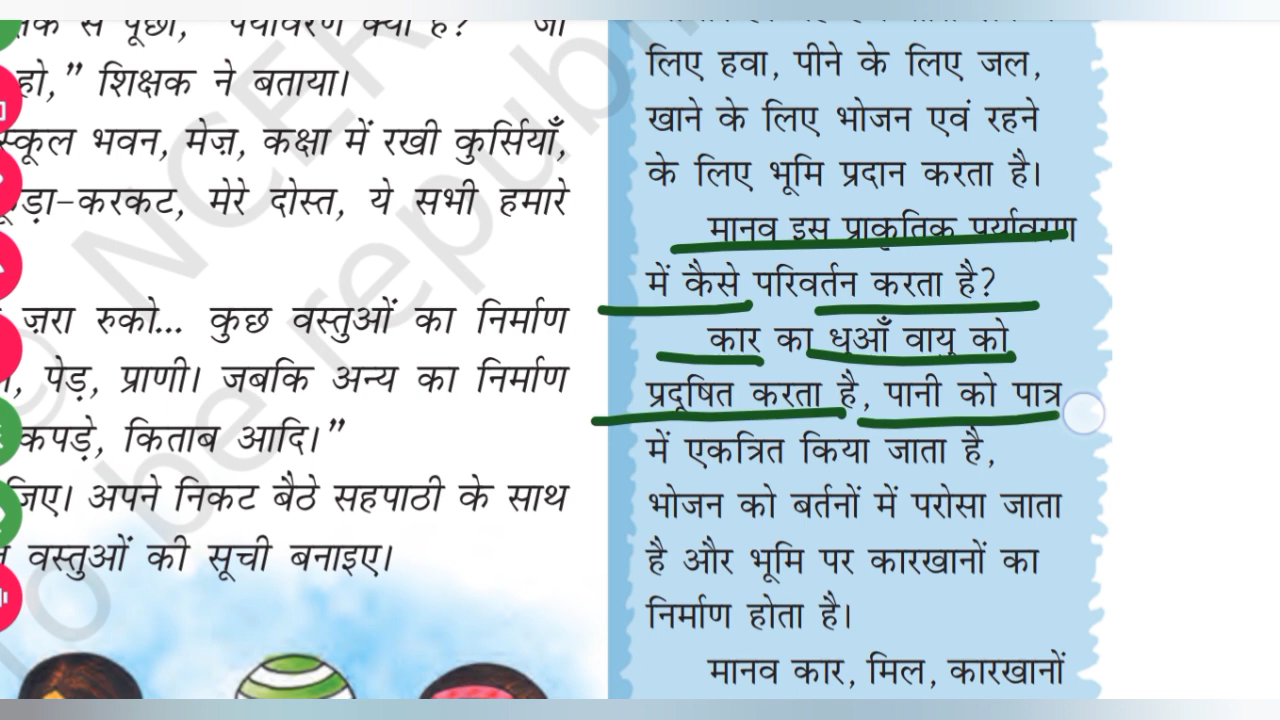 से पूछा, “पर्यावरण क्या है?” “जो
हो,” शिक्षक ने बताया।
स्कूल भवन, मेज़, कक्षा में रखी कुर्सियाँ,
कूड़ा-करकट, मेरे दोस्त, ये सभी हमारे
ज़रा रुको... कुछ वस्तुओं का निर्माण
पेड़, प्राणी। जबकि अन्य का निर्माण
कपड़े, किताब आदि।”
अपने निकट बैठे सहपाठी के साथ
वस्तुओं की सूची बनाइए।
लिए हवा, पीने के लिए जल,
खाने के लिए भोजन एवं रहने
के लिए भूमि प्रदान करता है।
मानव इस प्राकृतिक पर्यावरण
में कैसे परिवर्तन करता है?
कार का धुआँ वायु को
प्रदूषित करता है, पानी को पात्र
में एकत्रित किया जाता है,
भोजन को बर्तनों में परोसा जाता
है और भूमि पर कारखानों का
निर्माण होता है।
मानव कार, मिल, कारखानों